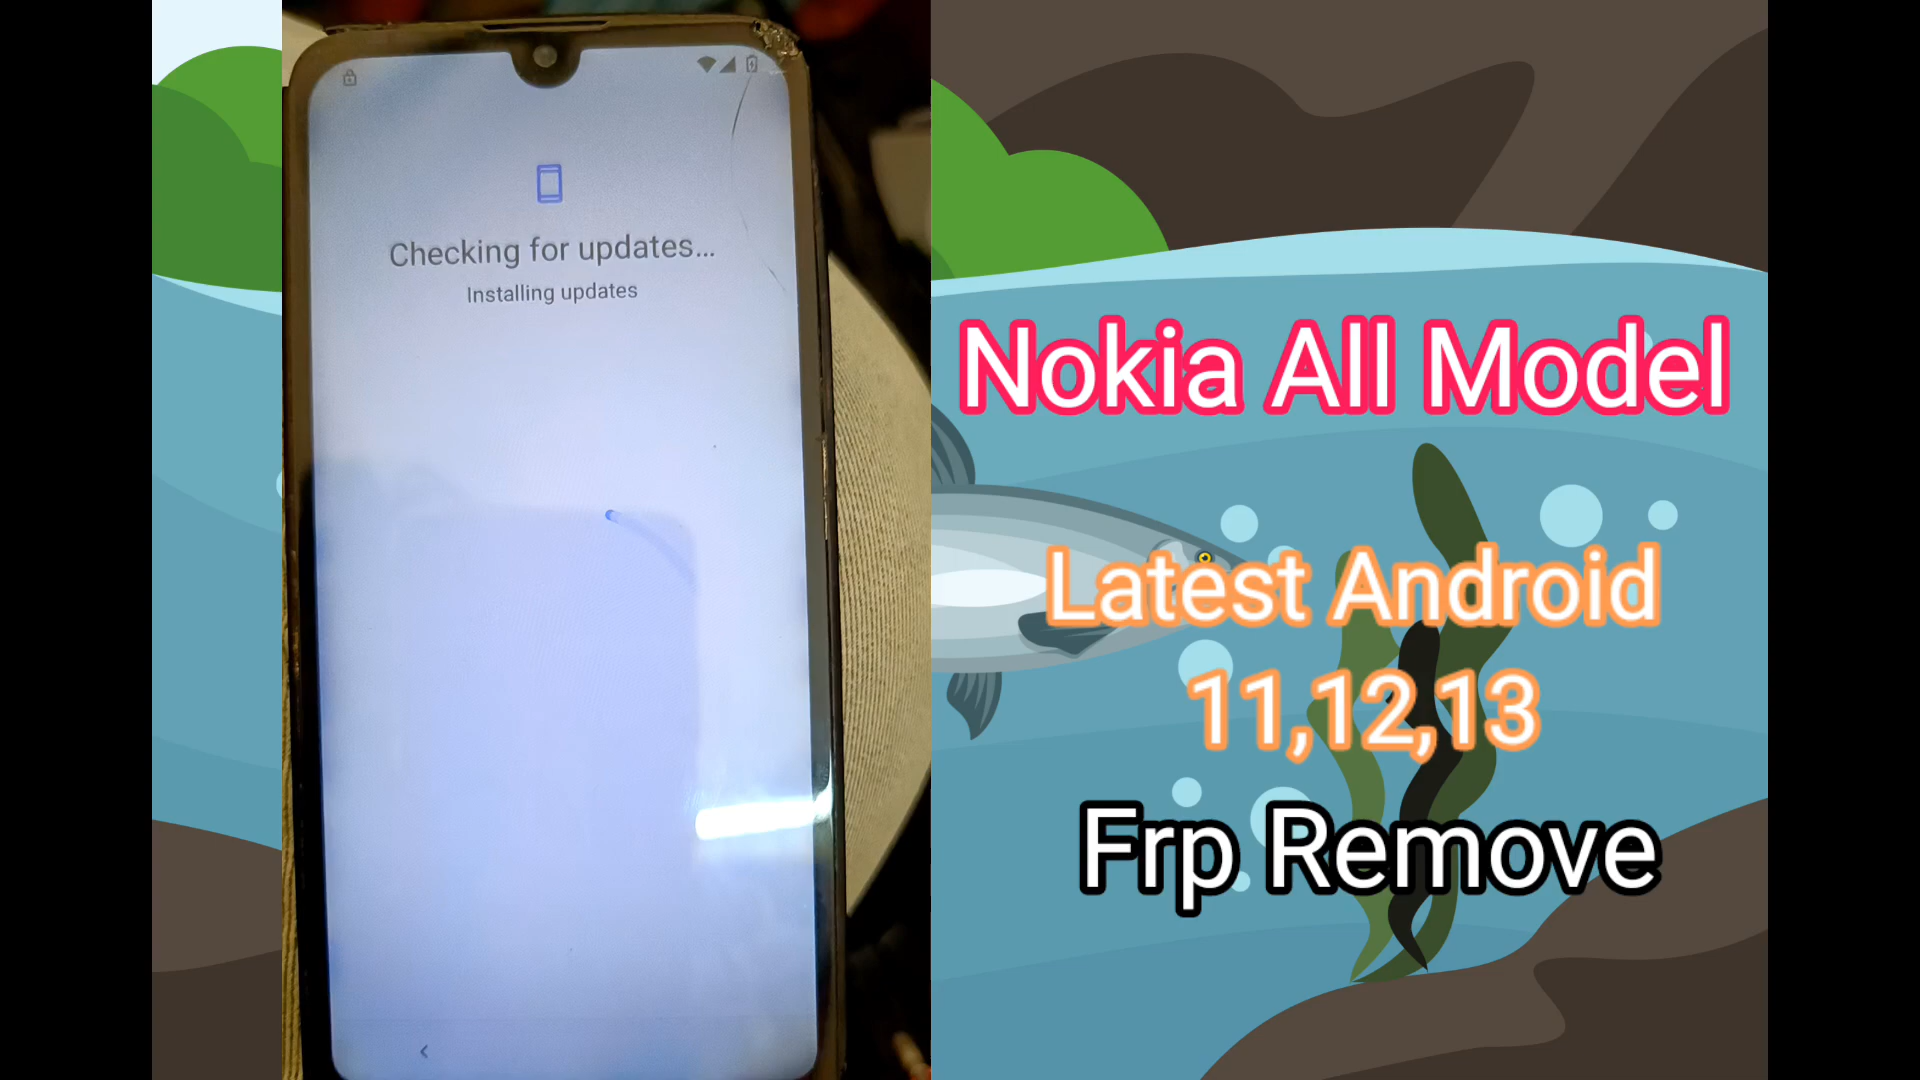 Checking for updates...
Installing updates
Nokia All Model
Latest Android
11,12,13
Frp Remove